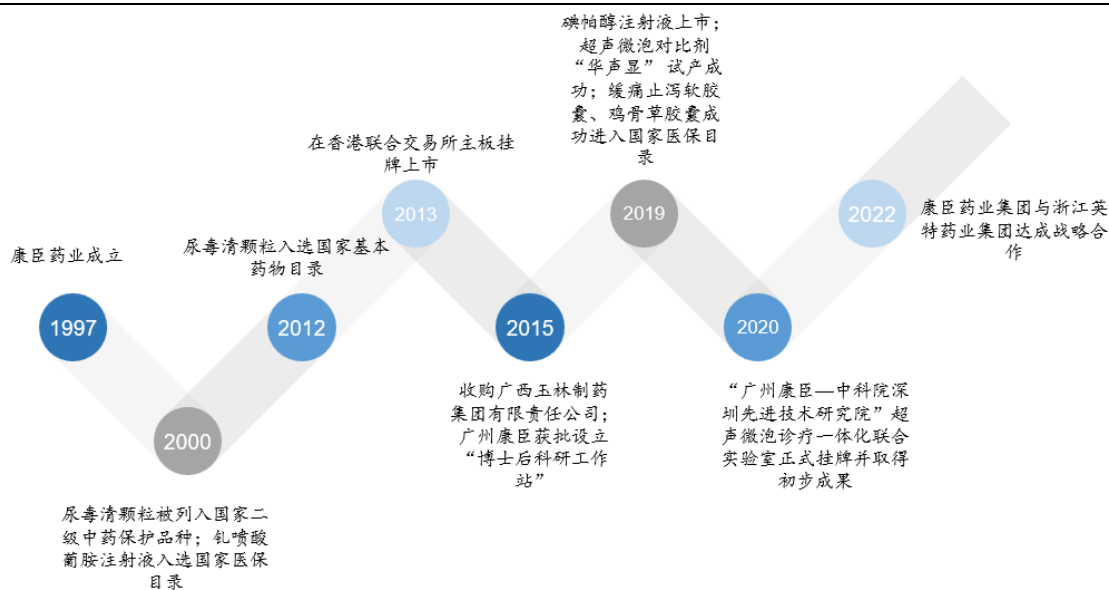 康臣药业成立
1997
2000
尿毒清颗粒被列入国家二
级中药保护品种；钆喷酸
葡胺注射液入选国家医保
目录
尿毒清颗粒入选国家基本
药物目录
2012
在香港联合交易所主板挂
牌上市
2013
2015
收购广西玉林制药
集团有限责任公司；
广州康臣获批设立
“博士后科研工作
站”
碘帕醇注射液上市；
超声微泡对比剂
“华声显” 试产成
功；缓痛止泻软胶
囊、鸡骨草胶囊成
功进入国家医保目
录
2019
2020
“广州康臣—中科院深
圳先进技术研究院”超
声微泡诊疗一体化联合
实验室正式挂牌并取得
初步成果
2022
康臣药业集团与浙江英
特药业集团达成战略合
作